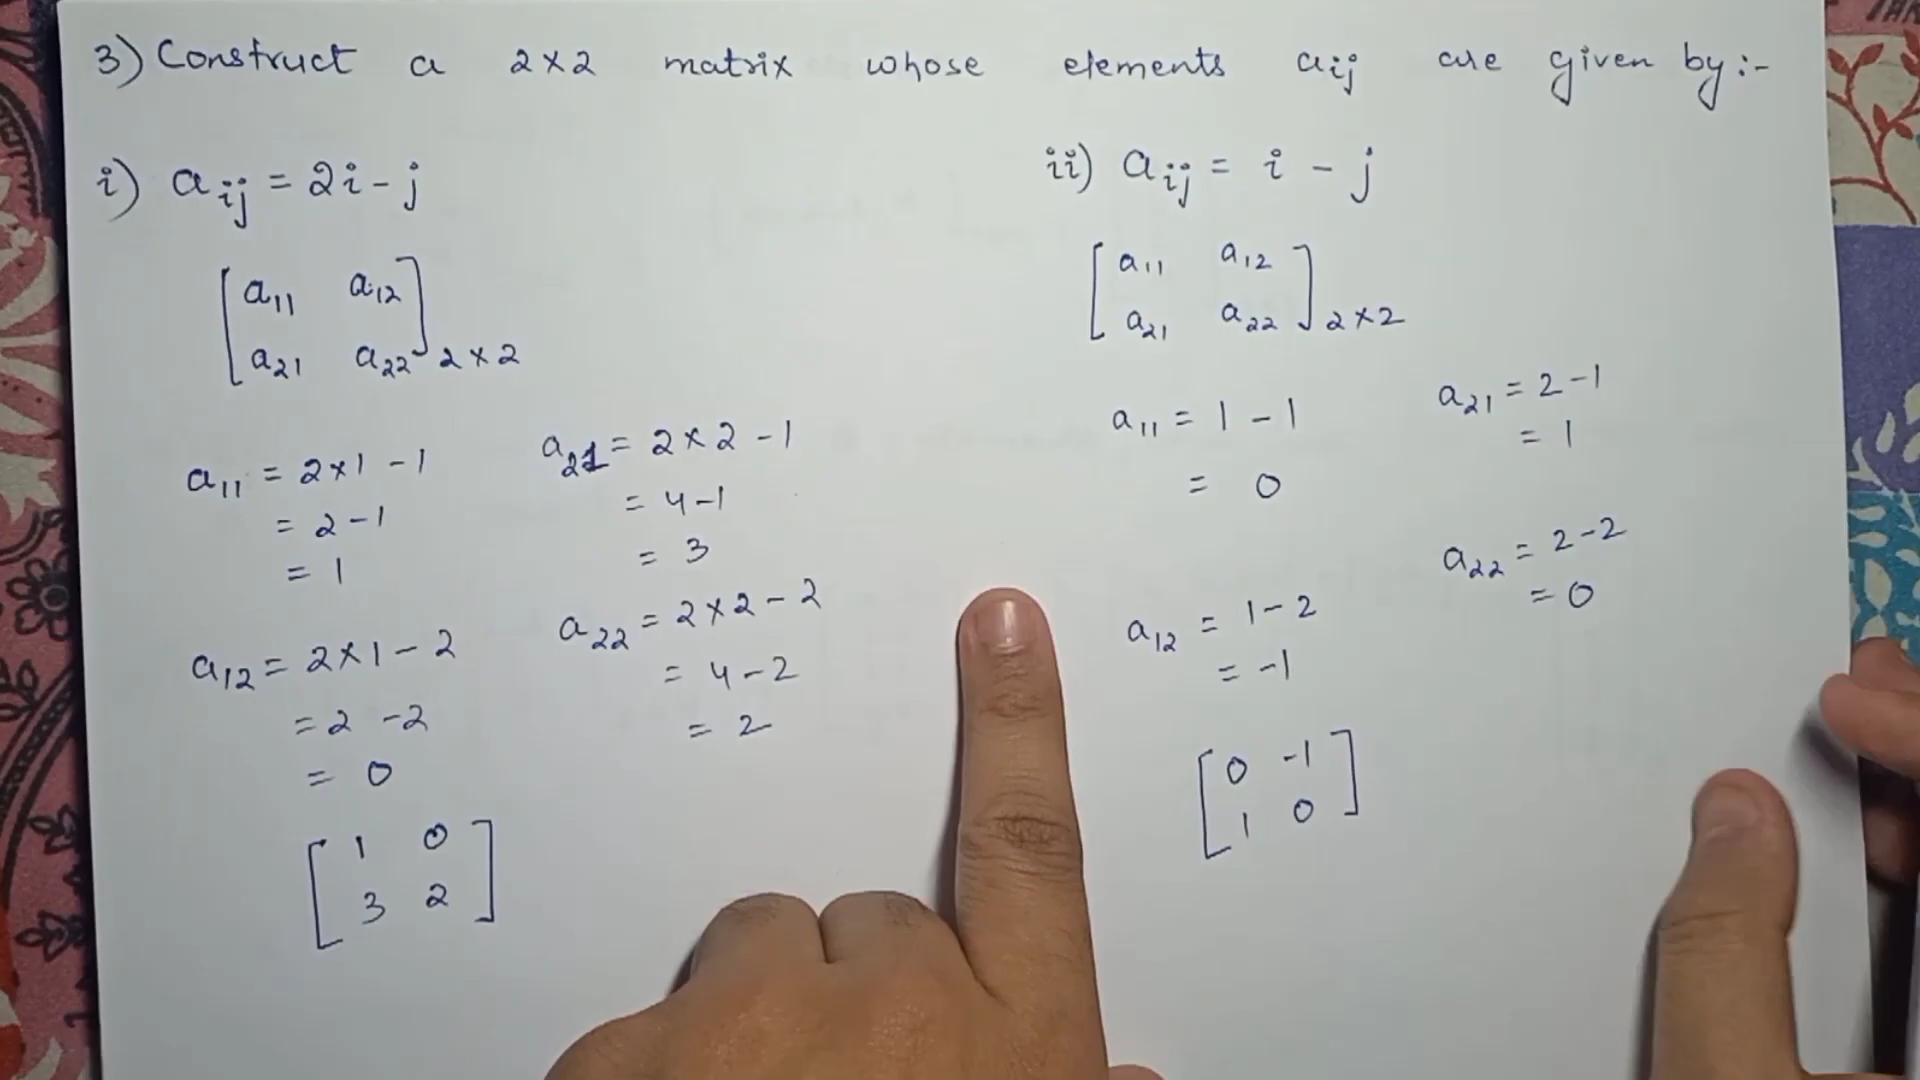 3) Construct a 2×2 matrix whose elements aij are given by:-
i) aij = 2i - j
[a11 a12
a21 a22] 2×2
a11 = 2×1 - 1
= 2 - 1
= 1
a12 = 2×1 - 2
= 2 - 2
= 0
a21 = 2×2 - 1
= 4 - 1
= 3
a22 = 2×2 - 2
= 4 - 2
= 2
[1 0
3 2]
ii) aij = i - j
[a11 a12
a21 a22] 2×2
a11 = 1 - 1
= 0
a12 = 1 - 2
= -1
a21 = 2 - 1
= 1
a22 = 2 - 2
= 0
[0 -1
1 0]